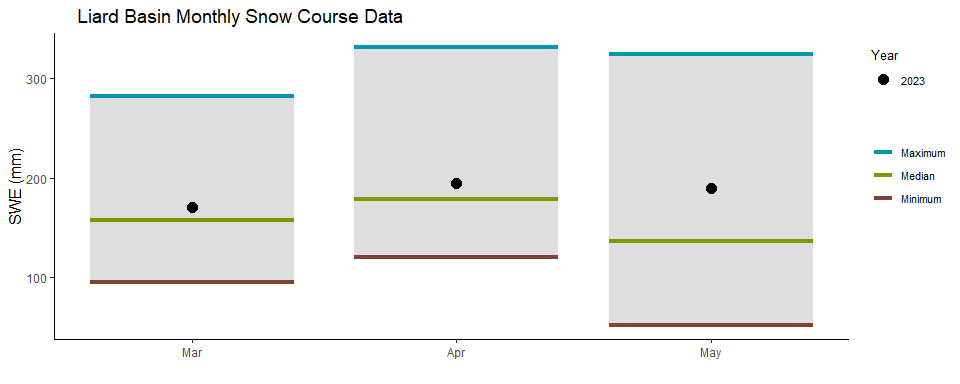 Liard Basin Monthly Snow Course Data
SWE (mm)
300
200
100
Mar
Apr
May
Year
2023
Maximum
Median
Minimum